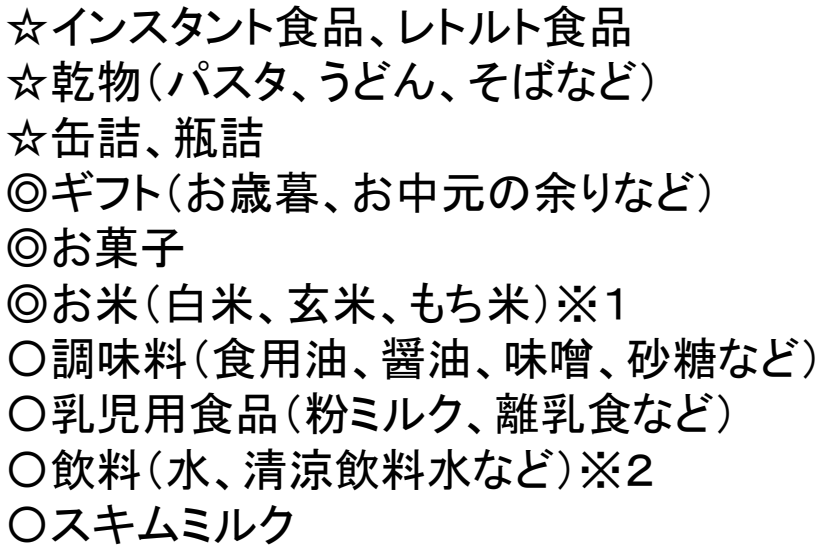 ☆インスタント食品、レトルト食品
☆乾物（パスタ、うどん、そばなど）
☆缶詰、瓶詰
◎ギフト（お歳暮、お中元の余りなど）
◎お菓子
◎お米（白米、玄米、もち米）※１
○調味料（食用油、醤油、味噌、砂糖など）
○乳児用食品（粉ミルク、離乳食など）
○飲料（水、清涼飲料水など）※２
○スキムミルク